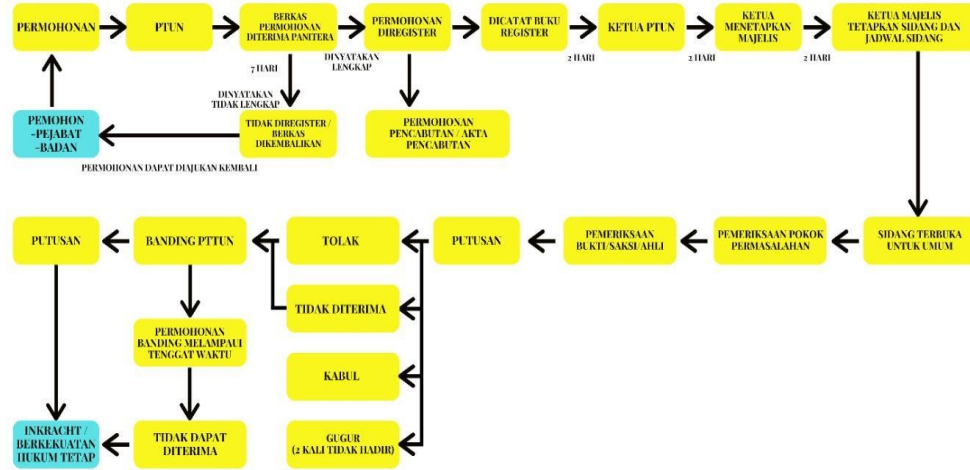 PERMOHONAN
PTUN
BERKAS
PERMOHONAN
DITERIMA PANITERA
PERMOHONAN
DIREGISTER
DICATAT BUKU
REGISTER
KETUA PTUN
KETUA
MENETAPKAN
MAJELIS
KETUA MAJELIS
TETAPKAN SIDANG DAN
JADWAL SIDANG
7 HARI
DINYATAKAN
LENGKAP
2 HARI
2 HARI
2 HARI
DINYATAKAN
TIDAK LENGKAP
PEMOHON
-PEJABAT
-BADAN
TIDAK DIREGISTER /
BERKAS
DIKEMBALIKAN
PERMOHONAN
PENCABUTAN / AKTA
PENCABUTAN
PERMOHONAN DAPAT DIAJUKAN KEMBALI
PUTUSAN
BANDING PTTUN
TOLAK
PUTUSAN
PEMERIKSAAN
BUKTI/SAKSI/AHLI
PEMERIKSAAN POKOK
PERMASALAHAN
SIDANG TERBUKA
UNTUK UMUM
TIDAK DITERIMA
PERMOHONAN
BANDING MELAMPAUI
TENGGAT WAKTU
KABUL
INKRACHT /
BERKEKUATAN
HUKUM TETAP
TIDAK DAPAT
DITERIMA
GUGUR
(2 KALI TIDAK HADIR)